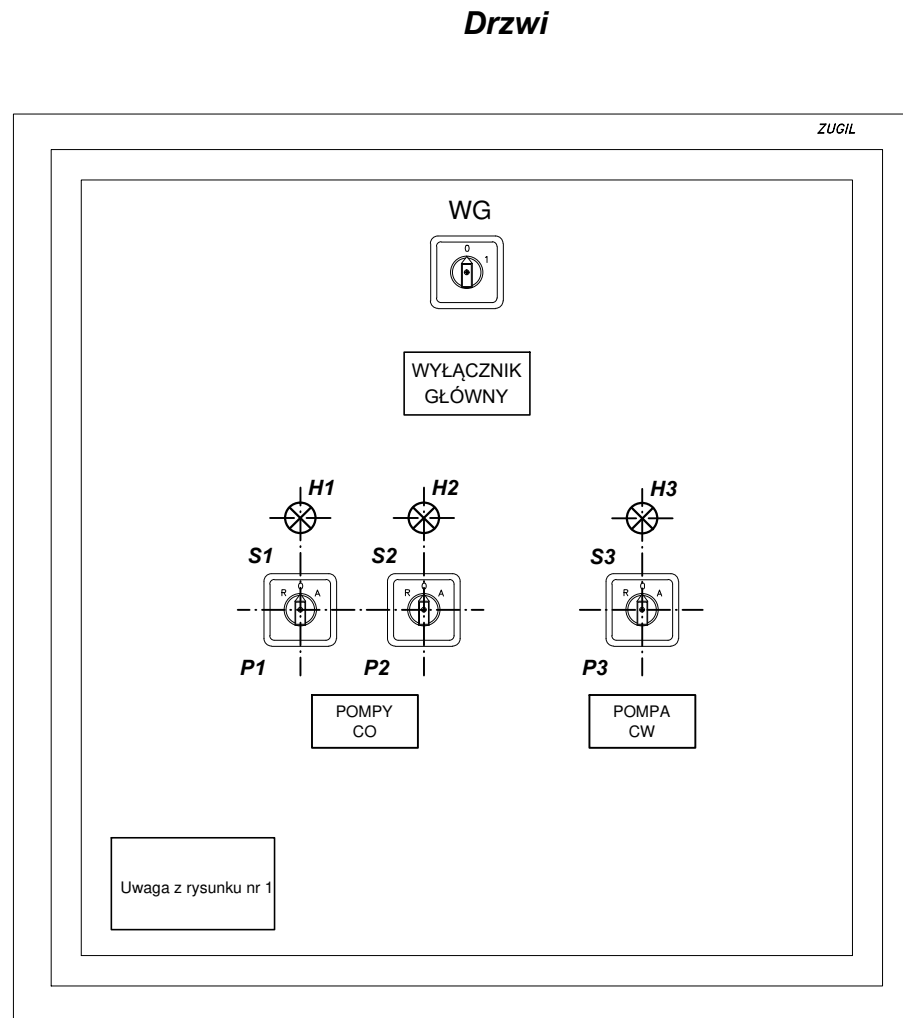 Drzwi
ZUGIL
WG
0
1
WYŁĄCZNIK
GŁÓWNY
H1
H2
H3
S1
S2
S3
R 0 A
R 0 A
R 0 A
P1
P2
P3
POMPY
CO
POMPA
CW
Uwaga z rysunku nr 1